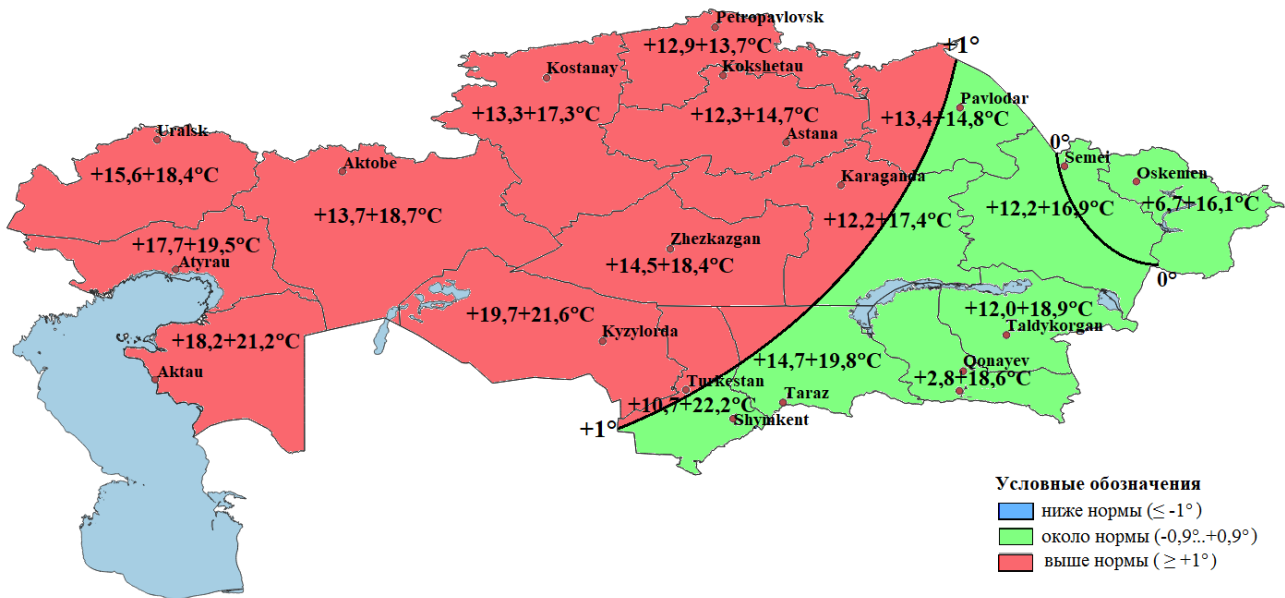 Petropavlovsk
+12,9+13,7°C
+1°
Kostanay
Kokshetau
+13,3+17,3°C
+12,3+14,7°C
+13,4+14,8°C
Pavlodar
Uralsk
Astana
0°
Semei
Aktobe
Karaganda
Oskemen
+15,6+18,4°C
+13,7+18,7°C
+12,2+17,4°C
+12,2+16,9°C
+6,7+16,1°C
+17,7+19,5°C
Zhezkazgan
Atyrau
+14,5+18,4°C
0°
+19,7+21,6°C
+12,0+18,9°C
Kyzylorda
Taldykorgan
+18,2+21,2°C
+14,7+19,8°C
Qonayev
Aktau
Turkestan
+2,8+18,6°C
+10,7+22,2°C
Taraz
+1°
Shymkent
Условные обозначения
ниже нормы (≤ -1°)
около нормы (-0,9°..+0,9°)
выше нормы ( ≥ +1°)